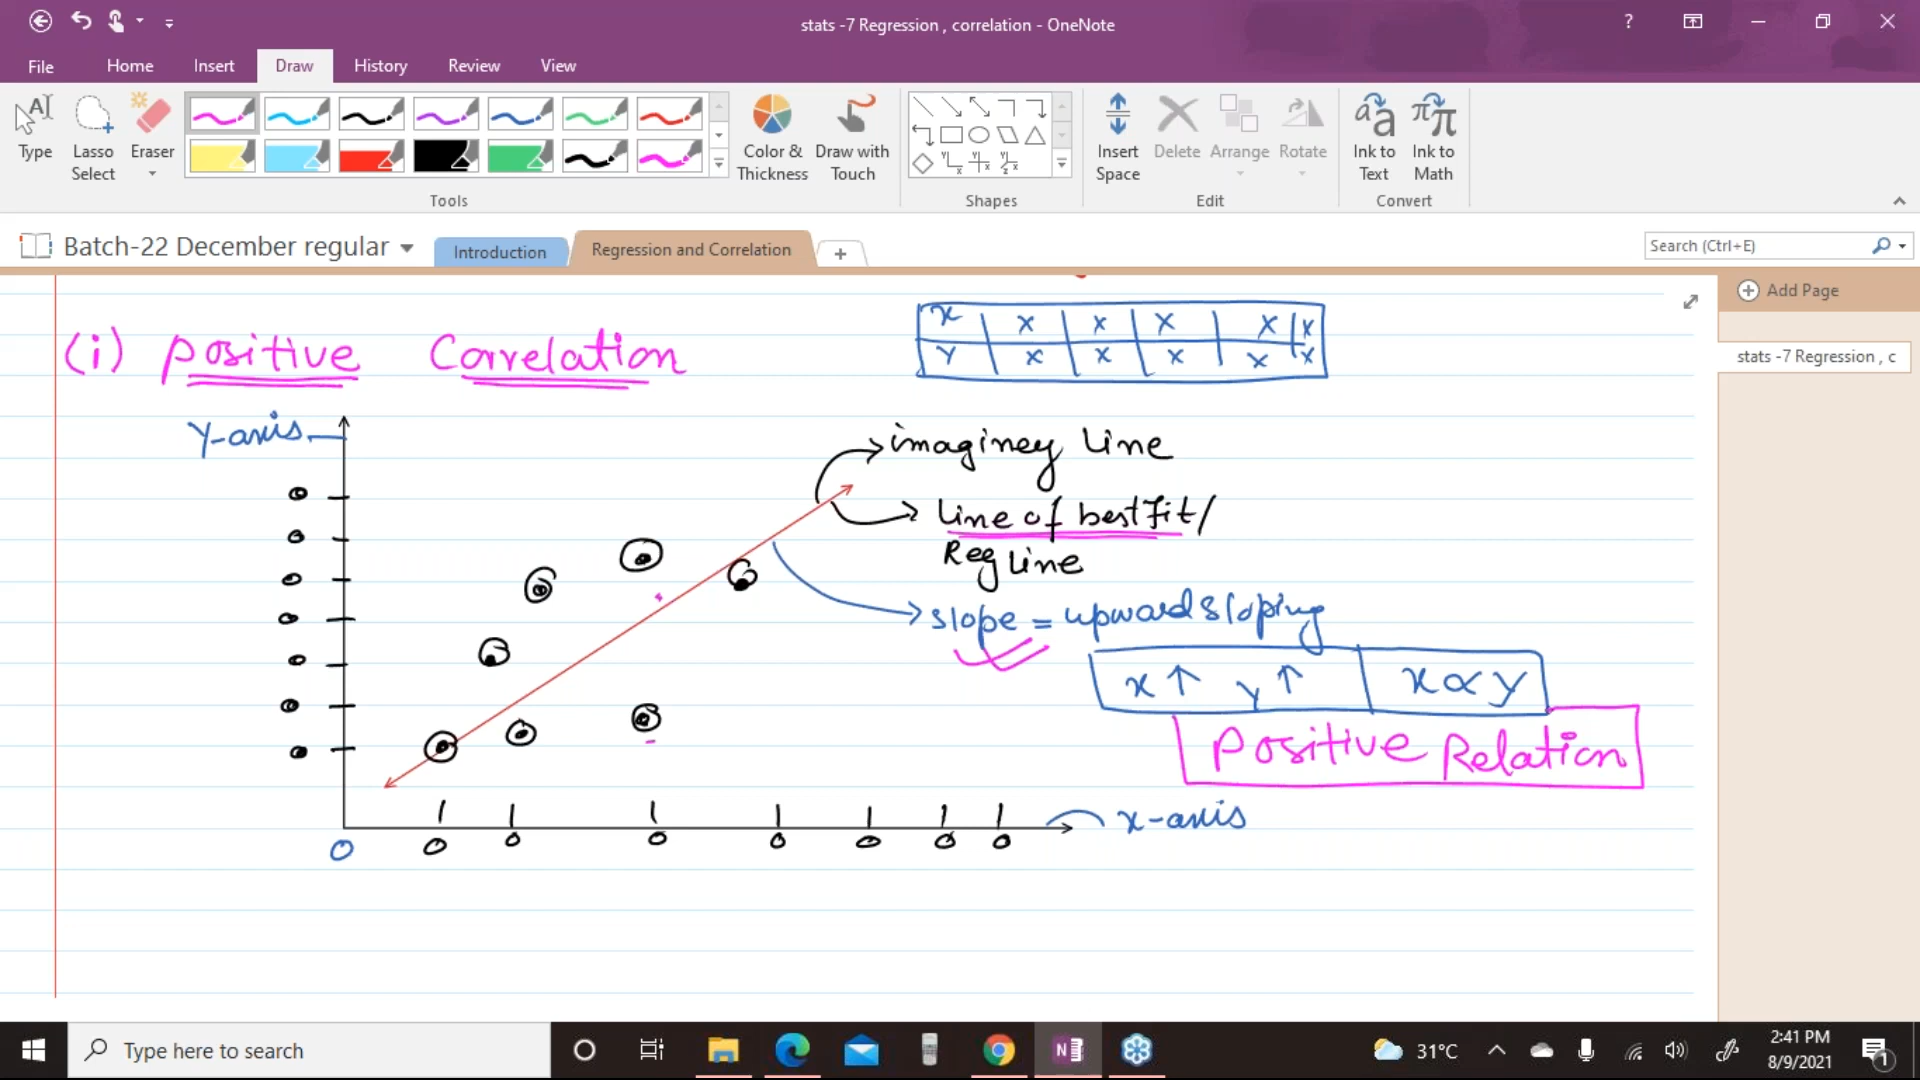 stats -7 Regression , correlation - OneNote
?
File Home Insert Draw History Review View
Type
Lasso Select
Eraser
Color & Thickness
Draw with Touch
Insert Space
Delete
Arrange
Rotate
Ink to Text
Ink to Math
Tools
Shapes
Edit
Convert
Batch-22 December regular
Introduction
Regression and Correlation
Search (Ctrl+E)
Add Page
stats -7 Regression , c
x x x x x x
Y x x x x x
(i) Positive Correlation
Y-axis
imaginey Line
Line of best fit/
Reg Line
slope = upward sloping
x ↑ Y ↑ x ∝ y
Positive Relation
x-axis
O
Type here to search
31°C
2:41 PM
8/9/2021
1